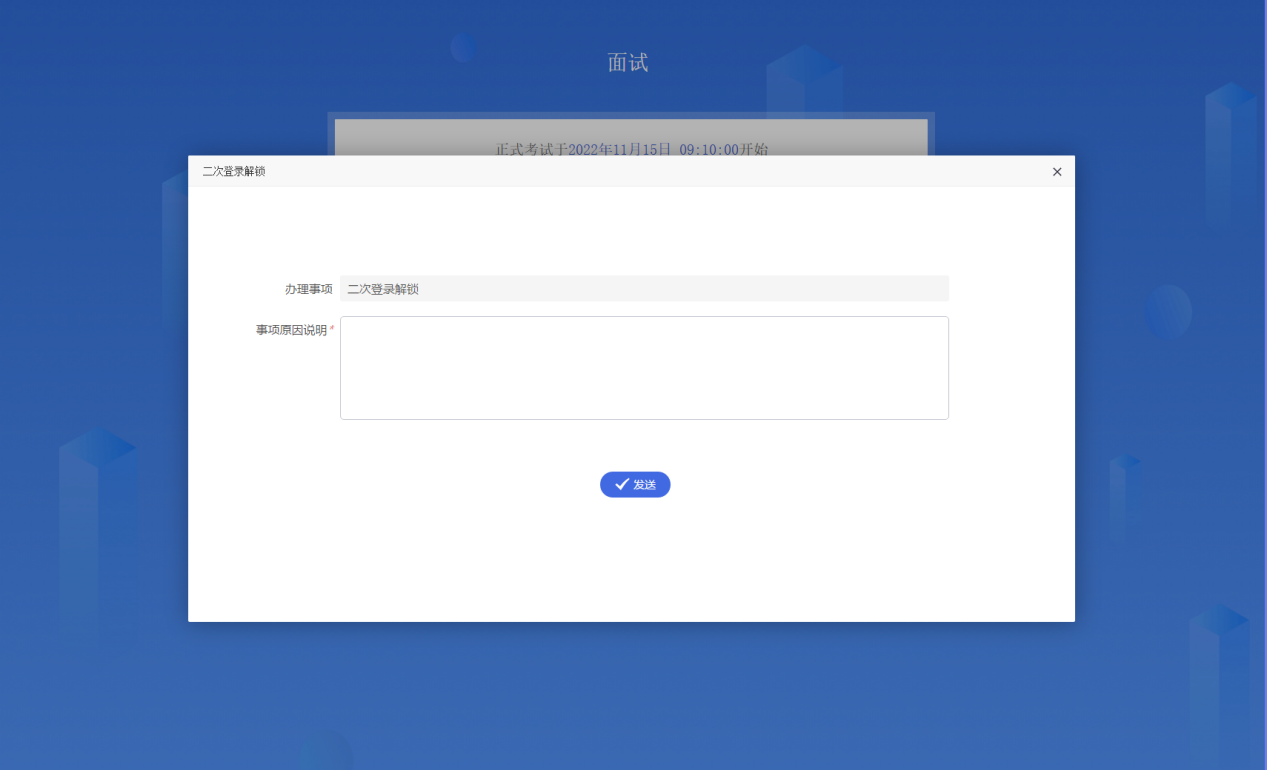 面试
正式考试于2022年11月15日 09:10:00开始
二次登录解锁
办理事项 二次登录解锁
事项原因说明*
发送